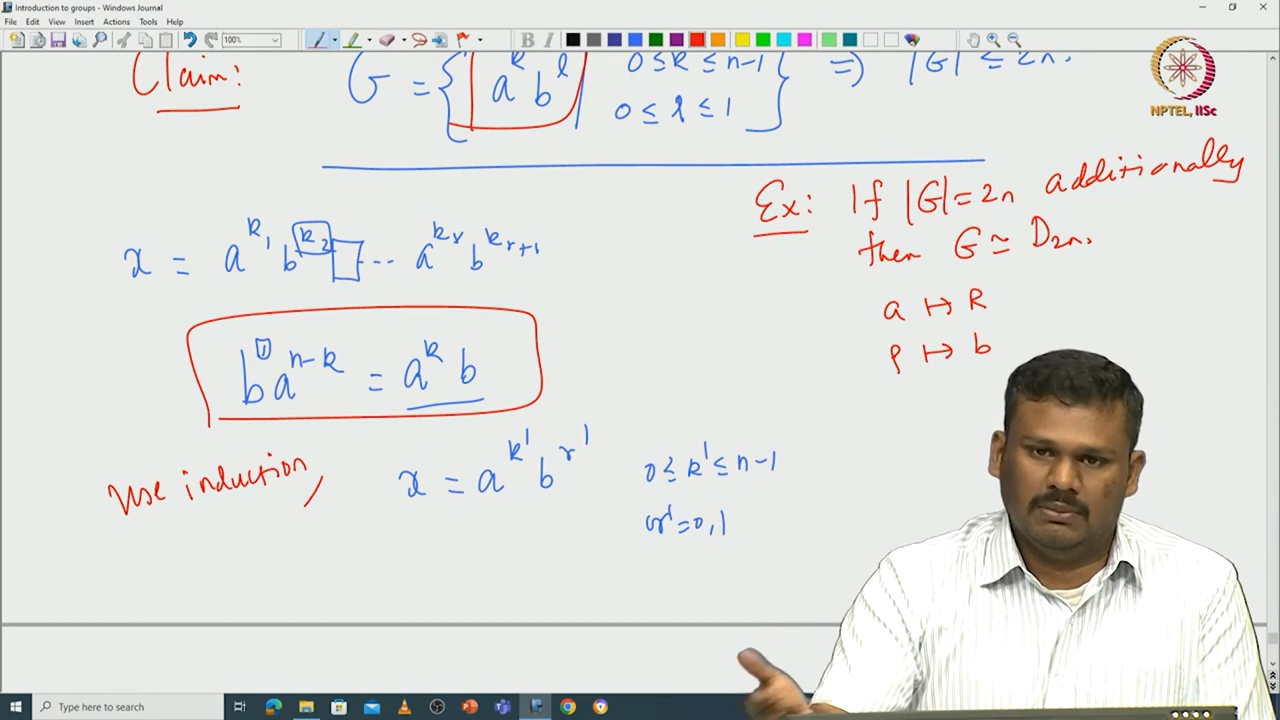 Introduction to groups - Windows Journal
File Edit View Insert Actions Tools Help
100%
B I
Claim: G = { a^k b^l | 0 ≤ k ≤ n-1 } ⇒ |G| ≤ 2n.
0 ≤ l ≤ 1
NPTEL, IISc
Ex: If |G| = 2n additionally
then G ≃ D2n.
x = a^k1 b^k2 □ ... a^kr b^kr+1
a ↦ R
ρ ↦ b
b^1 a^n-k = a^k b
Use induction, x = a^k' b^r' 0 ≤ k' ≤ n-1
r' = 0, 1
Type here to search